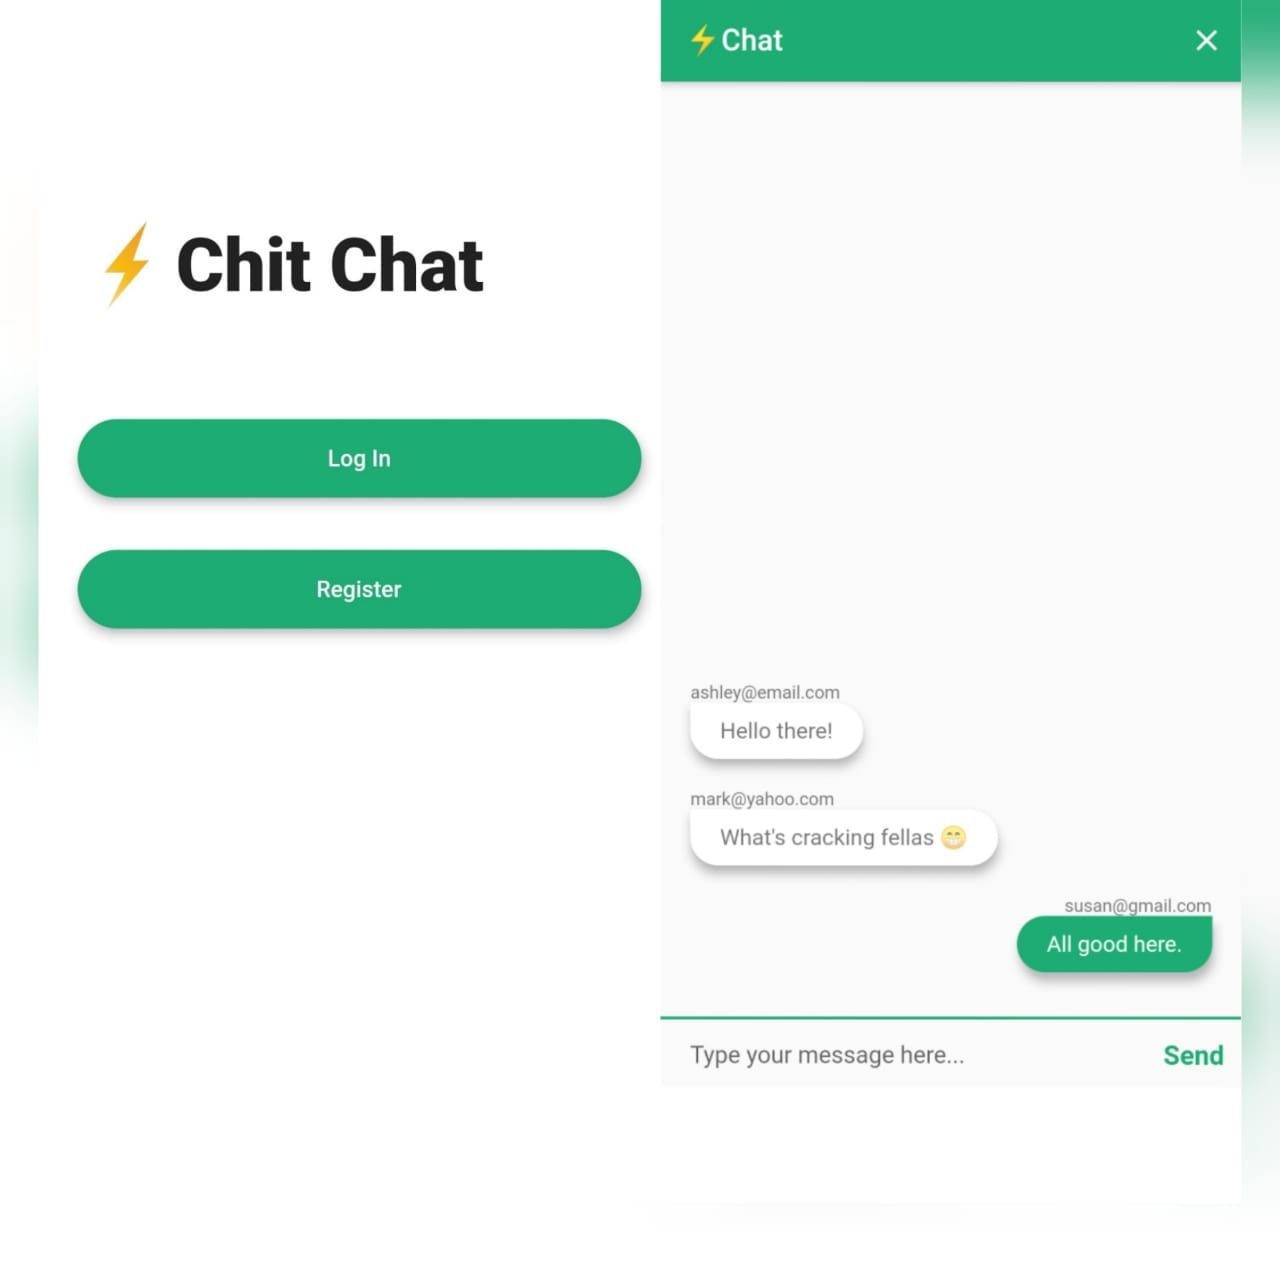 ⚡ Chit Chat
Log In
Register
⚡Chat
ashley@email.com
Hello there!
mark@yahoo.com
What's cracking fellas 😁
susan@gmail.com
All good here.
Type your message here...
Send